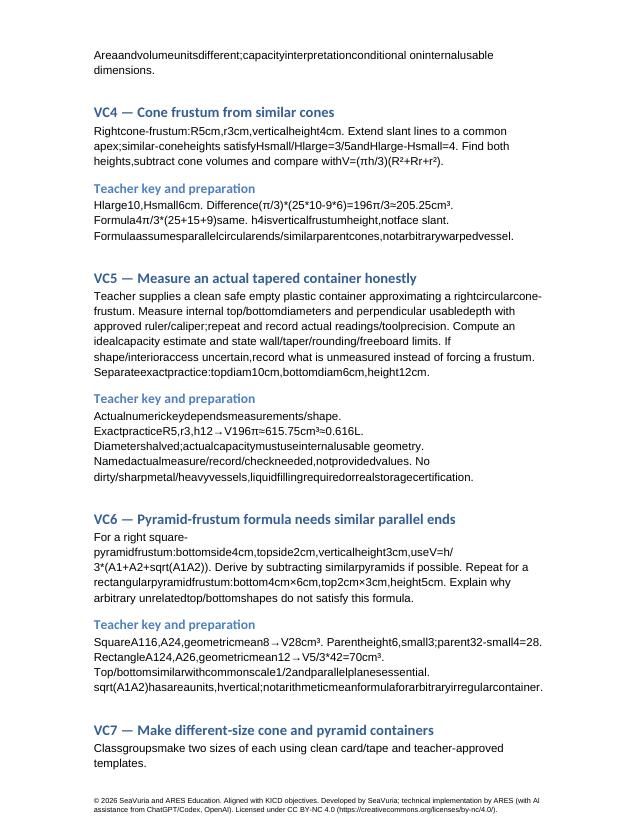 Areaandvolumeunitsdifferent;capacityinterpretationconditional oninternalusable
dimensions.
VC4 — Cone frustum from similar cones
Rightcone-frustum:R5cm,r3cm,verticalheight4cm. Extend slant lines to a common
apex;similar-coneheights satisfyHsmall/Hlarge=3/5andHlarge-Hsmall=4. Find both
heights,subtract cone volumes and compare withV=(πh/3)(R²+Rr+r²).
Teacher key and preparation
Hlarge10,Hsmall6cm. Difference(π/3)*(25*10-9*6)=196π/3≈205.25cm³.
Formula4π/3*(25+15+9)same. h4isverticalfrustumheight,notface slant.
Formulaassumesparallelcircularends/similarparentcones,notarbitrarywarpedvessel.
VC5 — Measure an actual tapered container honestly
Teacher supplies a clean safe empty plastic container approximating a rightcircularcone-
frustum. Measure internal top/bottomdiameters and perpendicular usabledepth with
approved ruler/caliper;repeat and record actual readings/toolprecision. Compute an
idealcapacity estimate and state wall/taper/rounding/freeboard limits. If
shape/interioraccess uncertain,record what is unmeasured instead of forcing a frustum.
Separateexactpractice:topdiam10cm,bottomdiam6cm,height12cm.
Teacher key and preparation
Actualnumerickeydependsmeasurements/shape.
ExactpracticeR5,r3,h12→V196π≈615.75cm³≈0.616L.
Diametershalved;actualcapacitymustuseinternalusable geometry.
Namedactualmeasure/record/checkneeded,notprovidedvalues. No
dirty/sharpmetal/heavyvessels,liquidfillingrequiredorrealstoragecertification.
VC6 — Pyramid-frustum formula needs similar parallel ends
For a right square-
pyramidfrustum:bottomside4cm,topside2cm,verticalheight3cm,useV=h/
3*(A1+A2+sqrt(A1A2)). Derive by subtracting similarpyramids if possible. Repeat for a
rectangularpyramidfrustum:bottom4cm×6cm,top2cm×3cm,height5cm. Explain why
arbitrary unrelatedtop/bottomshapes do not satisfy this formula.
Teacher key and preparation
SquareA116,A24,geometricmean8→V28cm³. Parentheight6,small3;parent32-small4=28.
RectangleA124,A26,geometricmean12→V5/3*42=70cm³.
Top/bottomsimilarwithcommonscale1/2andparallelplanesessential.
sqrt(A1A2)hasareaunits,hvertical;notarithmeticmeanformulaforarbitraryirregularcontainer.
VC7 — Make different-size cone and pyramid containers
Classgroupsmake two sizes of each using clean card/tape and teacher-approved
templates.
© 2026 SeaVuria and ARES Education. Aligned with KICD objectives. Developed by SeaVuria; technical implementation by ARES (with AI
assistance from ChatGPT/Codex, OpenAI). Licensed under CC BY-NC 4.0 (https://creativecommons.org/licenses/by-nc/4.0/).